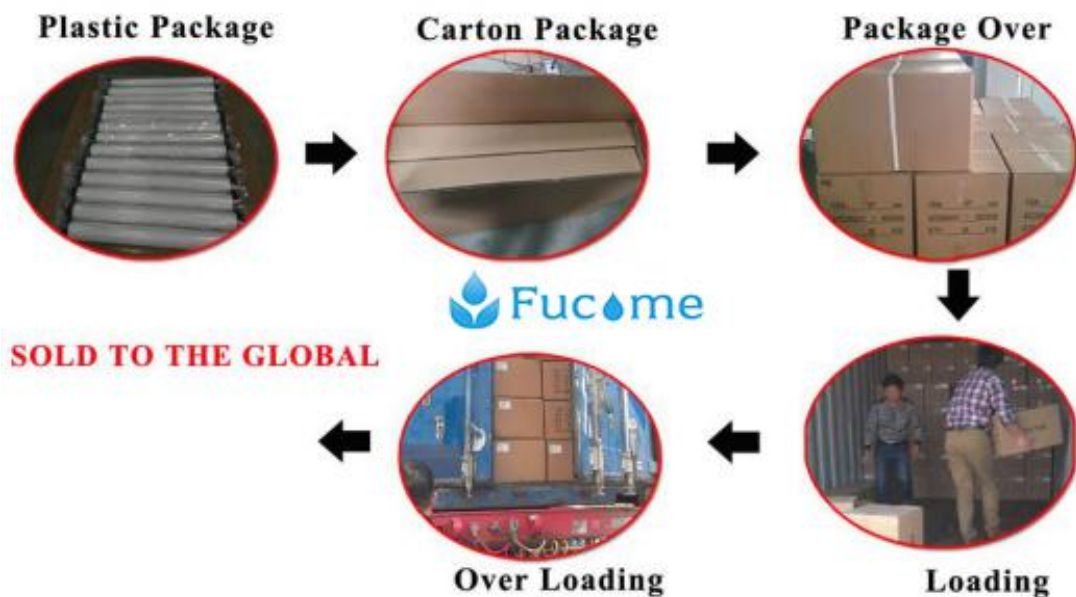 Plastic Package
Carton Package
Package Over
Fucome
SOLD TO THE GLOBAL
Over Loading
Loading